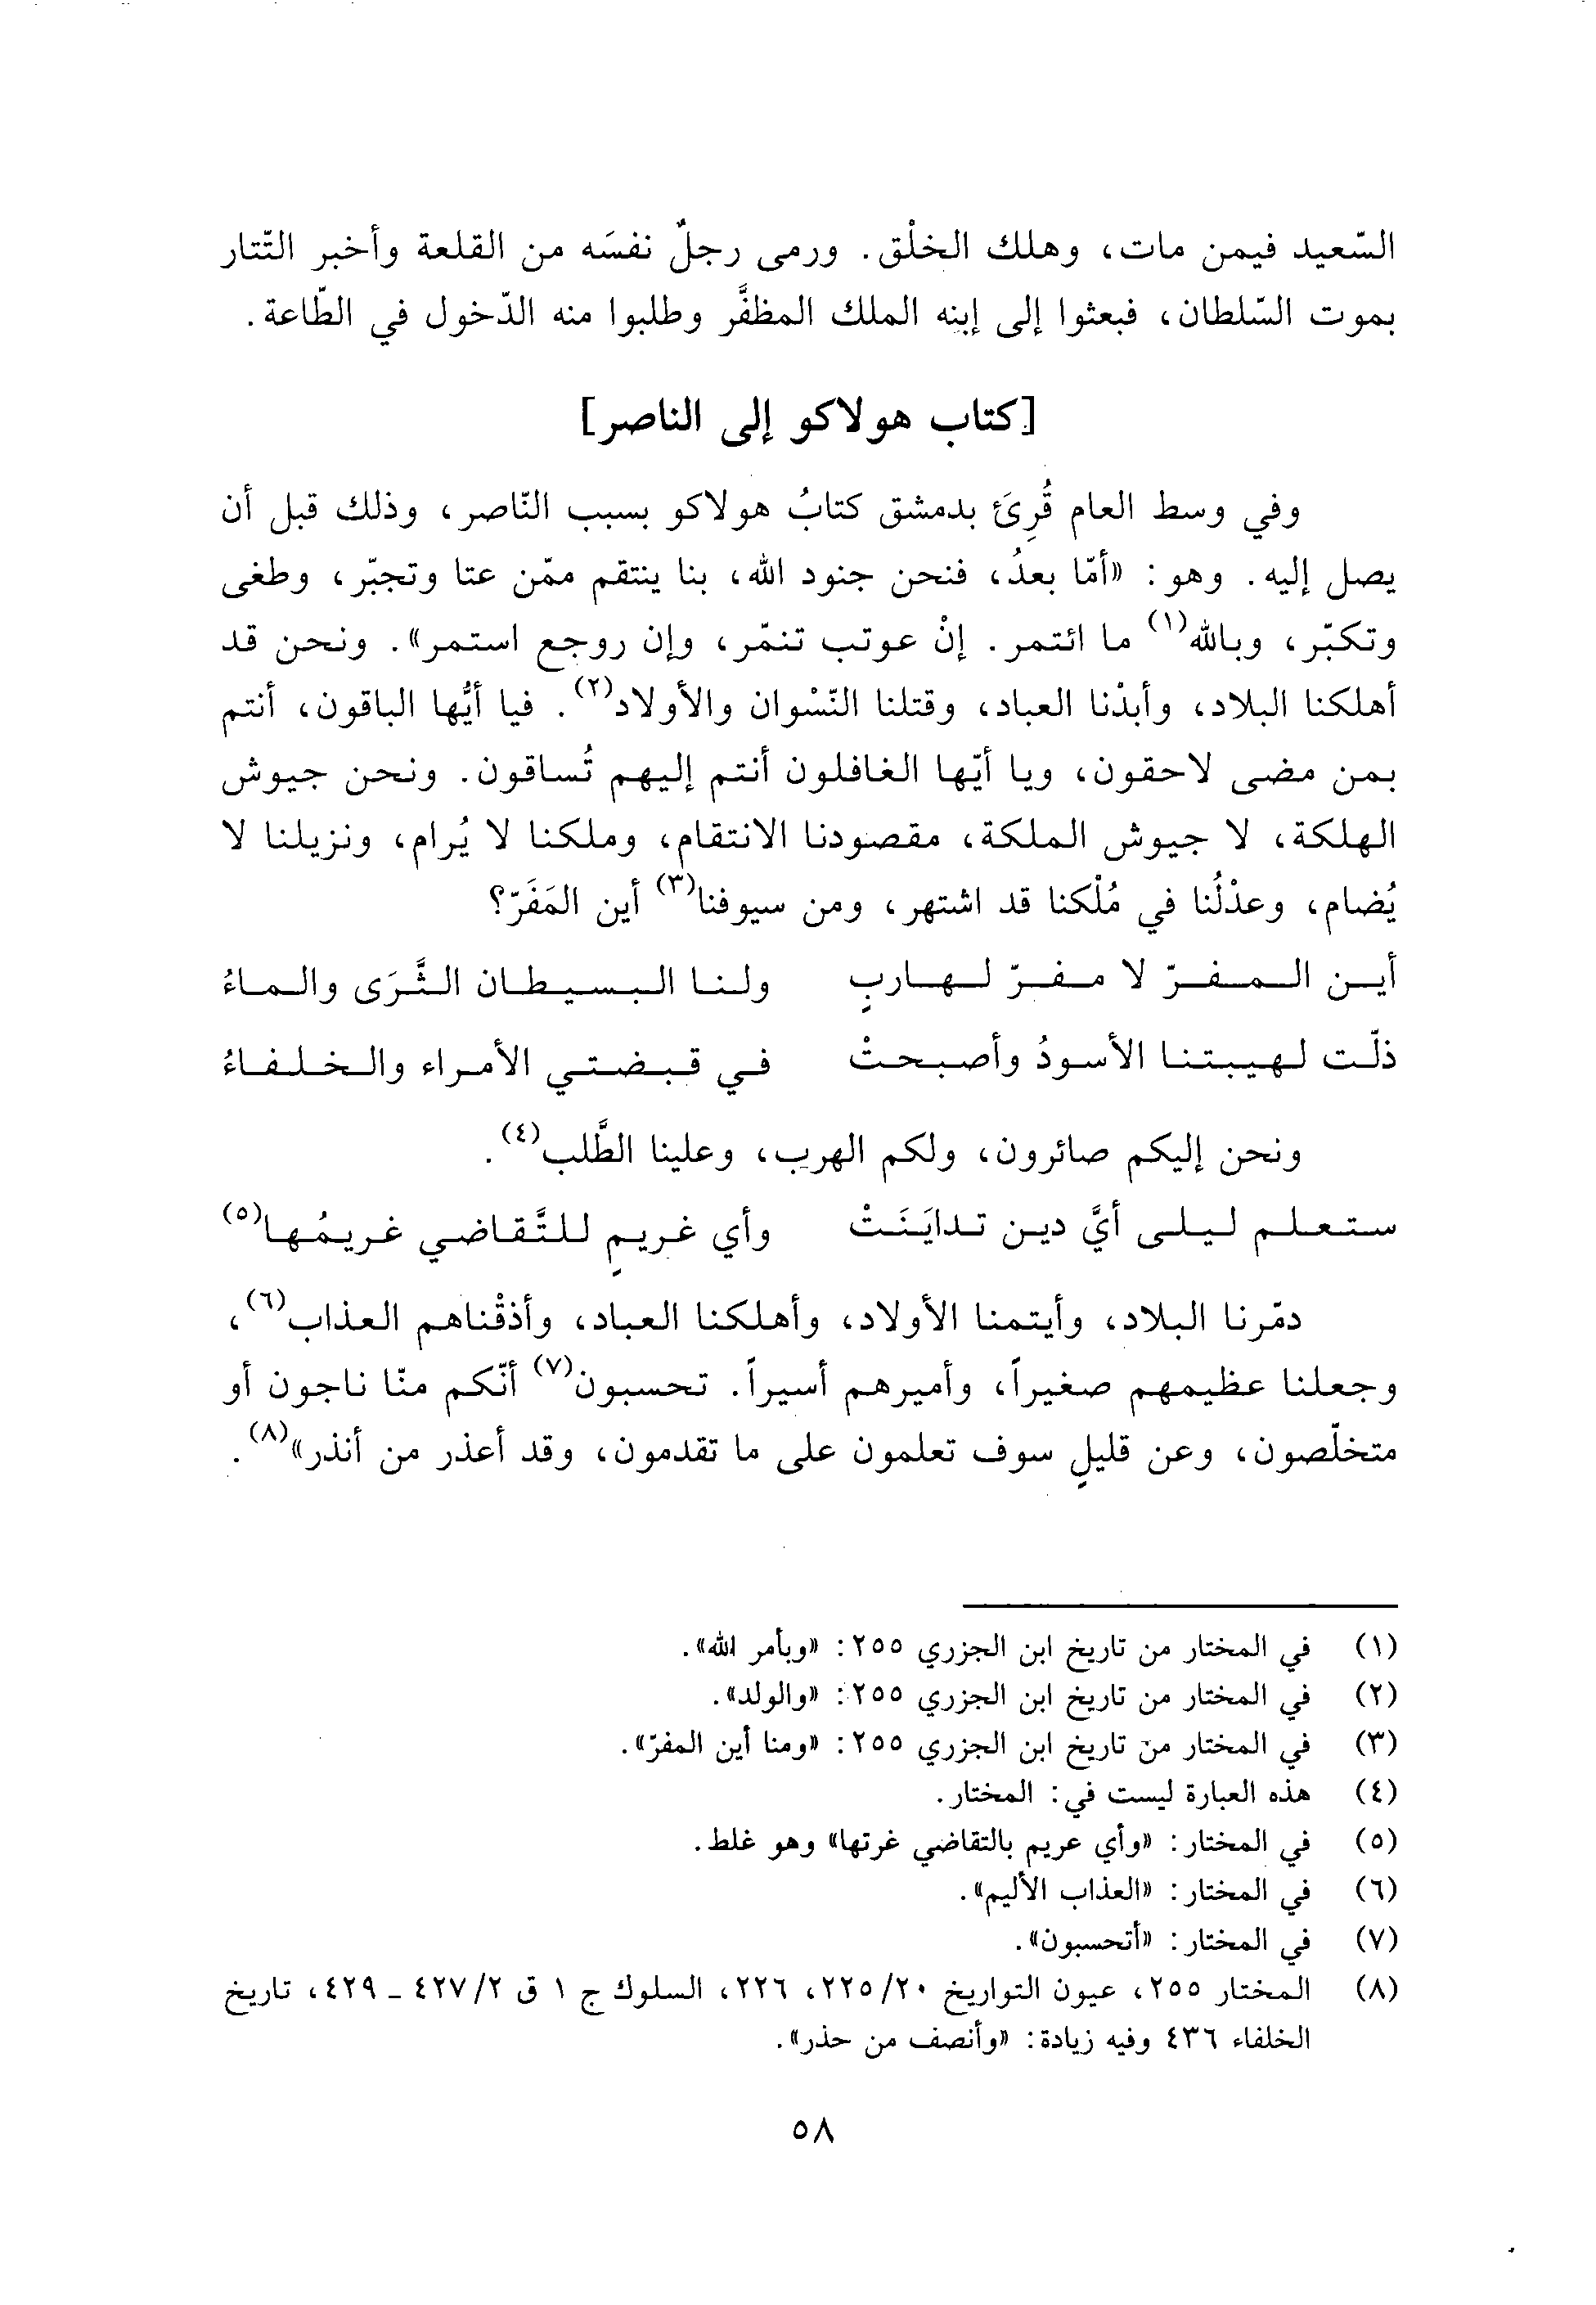 السّعيد فيمن مات، وهلك الخلْق. ورمى رجلٌ نفسَه من القلعة وأخبر التّتار
بموت السّلطان، فبعثوا إلى إبنه الملك المظفَّر وطلبوا منه الدّخول في الطّاعة.
[كتاب هولاكو إلى الناصر]
وفي وسط العام قُرِئَ بدمشق كتابُ هولاكو بسبب النّاصر، وذلك قبل أن
يصل إليه. وهو: «أمّا بعدُ، فنحن جنود الله، بنا ينتقم ممّن عتا وتجبّر، وطغى
وتكبّر، وبالله(١) ما ائتمر. إنْ عوتب تنمّر، وإن روجع استمر». ونحن قد
أهلكنا البلاد، وأبدْنا العباد، وقتلنا النّسْوان والأولاد(٢). فيا أيُّها الباقون، أنتم
بمن مضى لاحقون، ويا أيّها الغافلون أنتم إليهم تُساقون. ونحن جيوش
الهلكة، لا جيوش الملكة، مقصودنا الانتقام، وملكنا لا يُرام، ونزيلنا لا
يُضام، وعدْلُنا في مُلْكنا قد اشتهر، ومن سيوفنا(٣) أين المَفَرّ؟
أين المفرّ لا مفرّ لهاربٍ ولنا البسيطان الثَّرَى والماءُ
ذلّت لهيبتنا الأسودُ وأصبحتْ في قبضتي الأمراء والخلفاءُ
ونحن إليكم صائرون، ولكم الهرب، وعلينا الطَّلب(٤).
ستعلم ليلى أيَّ دين تدايَنَتْ وأي غريمٍ للتَّقاضي غريمُها(٥)
دمّرنا البلاد، وأيتمنا الأولاد، وأهلكنا العباد، وأذقْناهم العذاب(٦)،
وجعلنا عظيمهم صغيراً، وأميرهم أسيراً. تحسبون(٧) أنّكم منّا ناجون أو
متخلّصون، وعن قليلٍ سوف تعلمون على ما تقدمون، وقد أعذر من أنذر»(٨).
(١) في المختار من تاريخ ابن الجزري ٢٥٥: «وبأمر الله».
(٢) في المختار من تاريخ ابن الجزري ٢٥٥: «والولد».
(٣) في المختار من تاريخ ابن الجزري ٢٥٥: «ومنا أين المفرّ».
(٤) هذه العبارة ليست في: المختار.
(٥) في المختار: «وأي عريم بالتقاضي غرتها» وهو غلط.
(٦) في المختار: «العذاب الأليم».
(٧) في المختار: «أتحسبون».
(٨) المختار ٢٥٥، عيون التواريخ ٢٢٥/٢٠، ٢٢٦، السلوك ج ١ ق ٤٢٧/٢ ـ ٤٢٩، تاريخ
الخلفاء ٤٣٦ وفيه زيادة: «وأنصف من حذر».
٥٨